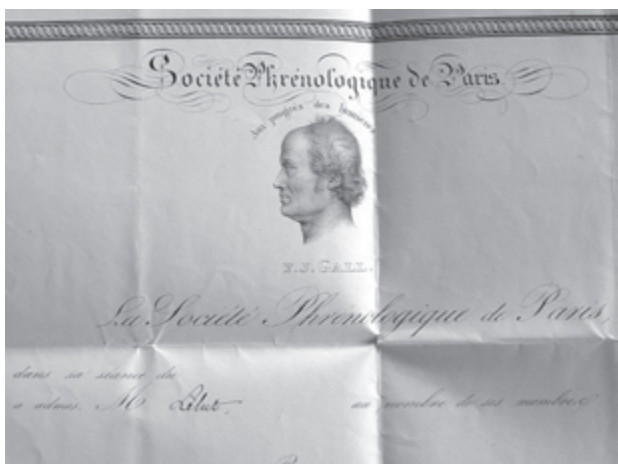 Société Phrénologique de Paris
Aux progrès des lumières
F. J. GALL.
La Société Phrénologique de Paris,
dans sa séance du
a admis M Lélut. au nombre de ses membres